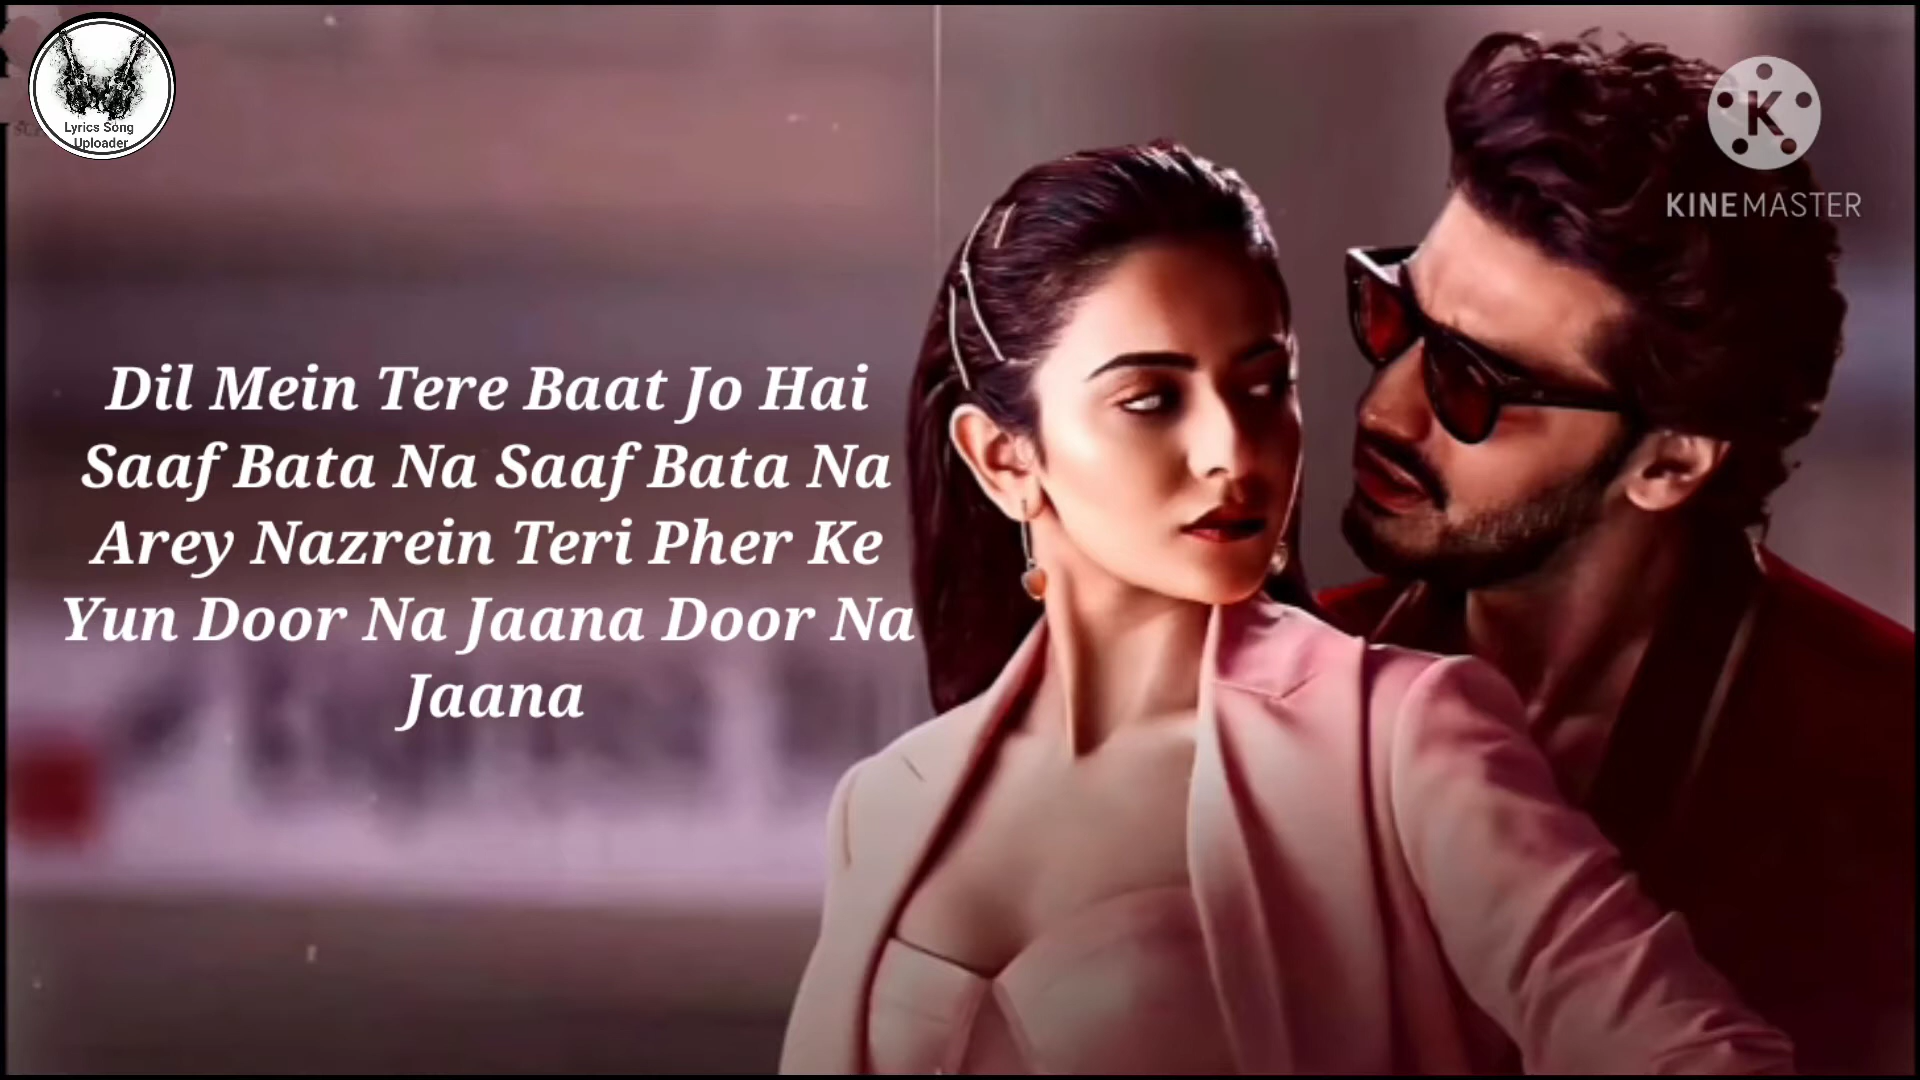 Lyrics Song
Uploader
K
KINEMASTER
Dil Mein Tere Baat Jo Hai
Saaf Bata Na Saaf Bata Na
Arey Nazrein Teri Pher Ke
Yun Door Na Jaana Door Na
Jaana